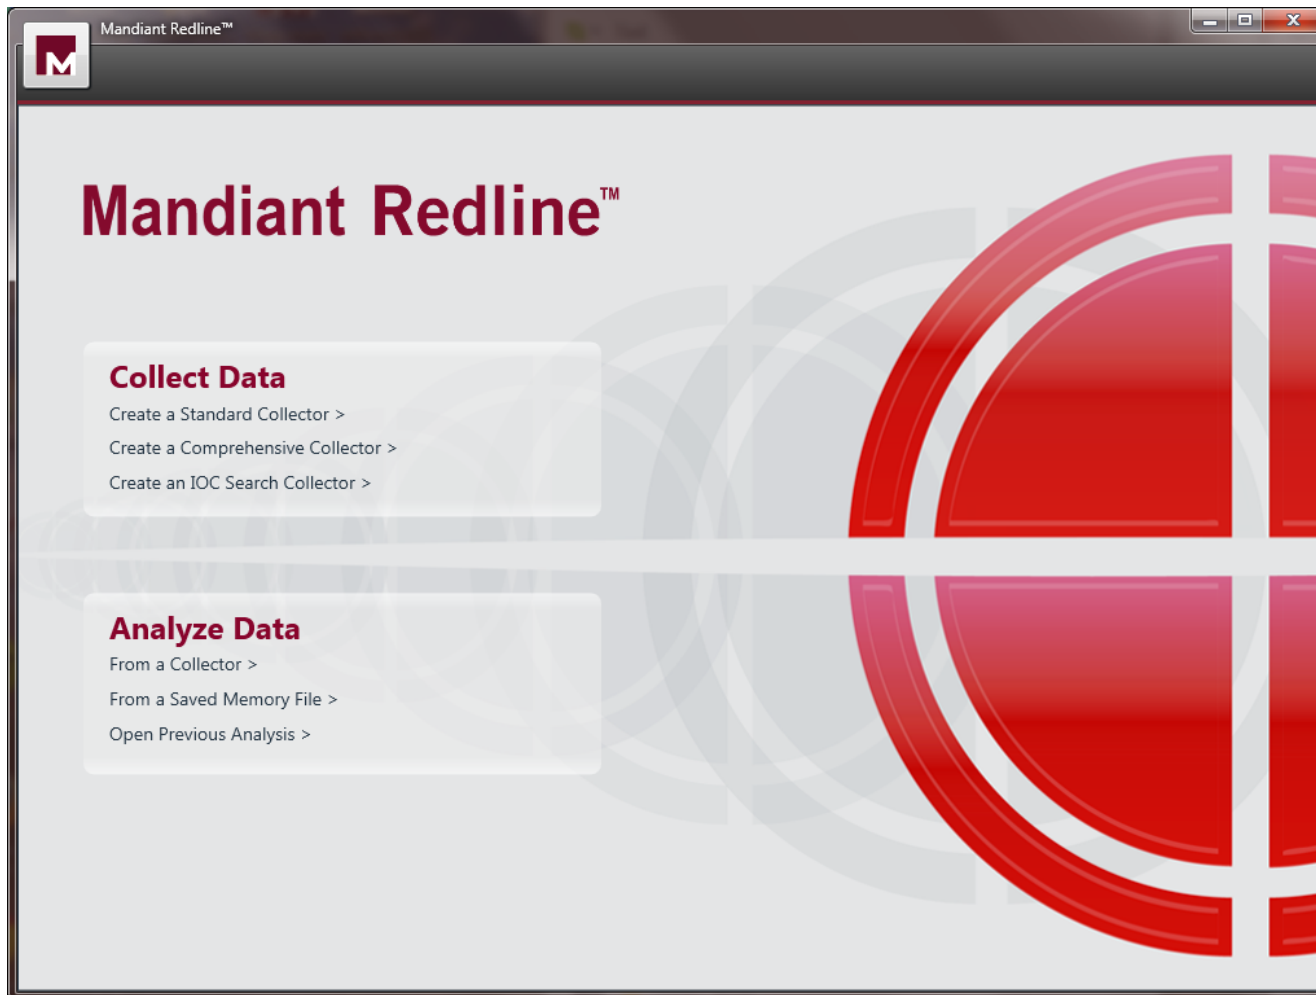 Mandiant Redline™
Mandiant Redline™
Collect Data
Create a Standard Collector >
Create a Comprehensive Collector >
Create an IOC Search Collector >
Analyze Data
From a Collector >
From a Saved Memory File >
Open Previous Analysis >